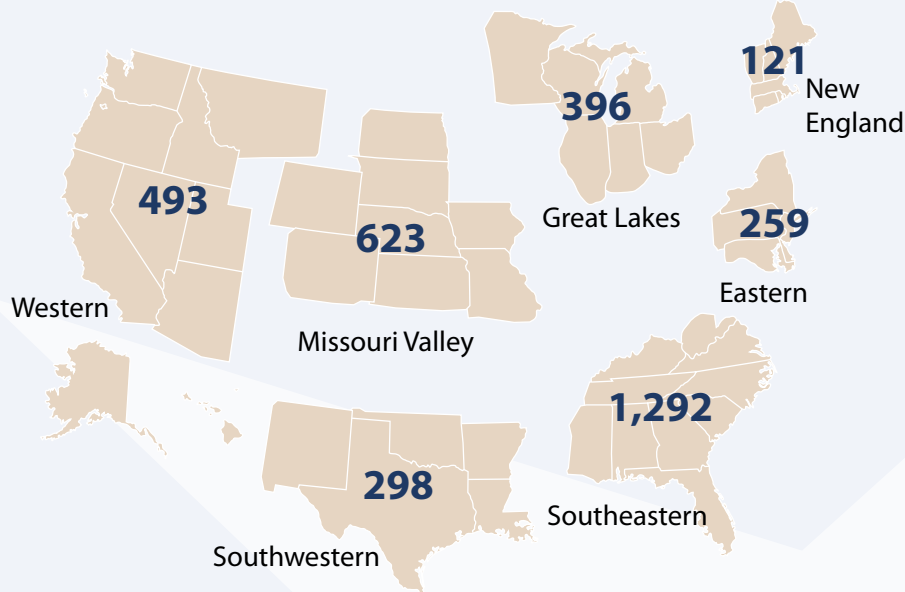 121
New
England
396
Great Lakes
493
Western
623
Missouri Valley
259
Eastern
1,292
Southeastern
298
Southwestern